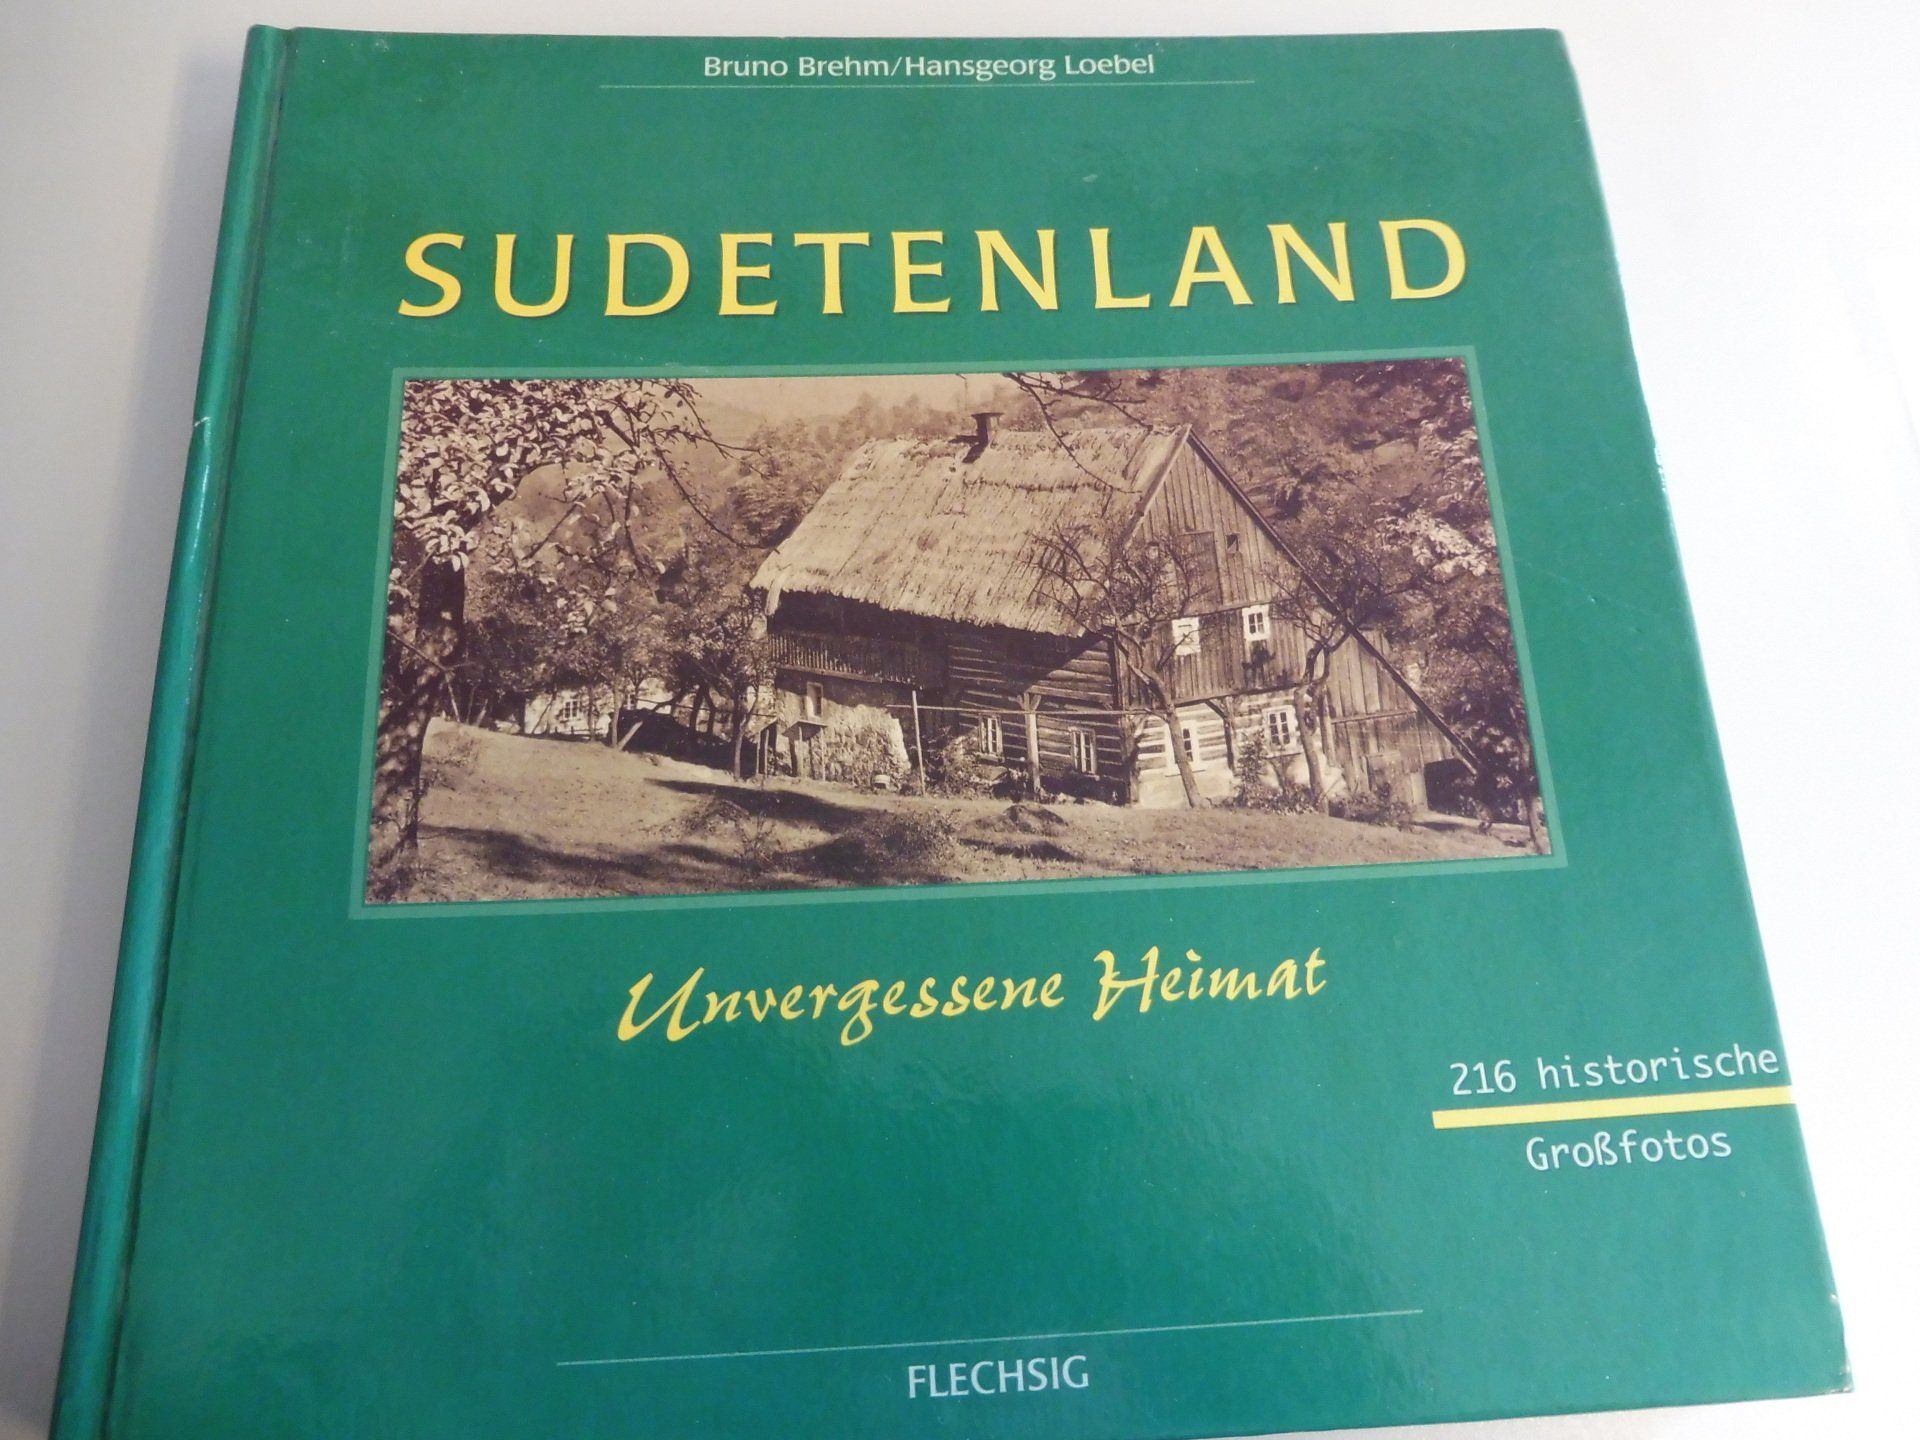 Bruno Brehm/Hansgeorg Loebel
SUDETENLAND
Unvergessene Heimat
216 historische
Großfotos
FLECHSIG